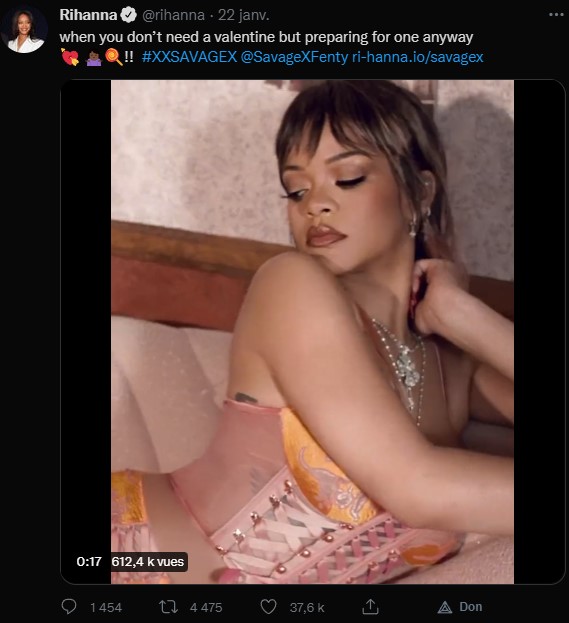 Rihanna @rihanna · 22 janv.
when you don't need a valentine but preparing for one anyway
💘 🙇🏾‍♀️ 🍭!! #XXSAVAGEX @SavageXFenty ri-hanna.io/savagex
0:17 612,4 k vues
1 454 4 475 37,6 k Don